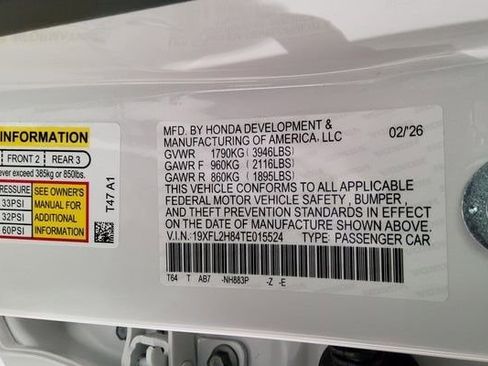 INFORMATION
FRONT 2 REAR 3
ever exceed 385kg or 850lbs.
PRESSURE
33PSI
32PSI
60PSI
SEE OWNER'S
MANUAL FOR
ADDITIONAL
INFORMATION
T47 A1
MFD. BY HONDA DEVELOPMENT &
MANUFACTURING OF AMERICA, LLC 02/'26
GVWR 1790KG ( 3946LBS)
GAWR F 960KG ( 2116LBS)
GAWR R 860KG ( 1895LBS)
THIS VEHICLE CONFORMS TO ALL APPLICABLE
FEDERAL MOTOR VEHICLE SAFETY , BUMPER,
AND THEFT PREVENTION STANDARDS IN EFFECT
ON THE DATE OF MANUFACTURE SHOWN ABOVE.
V.I.N.: 19XFL2H84TE015524 TYPE: PASSENGER CAR
T64 T AB7 -NH883P -Z -E